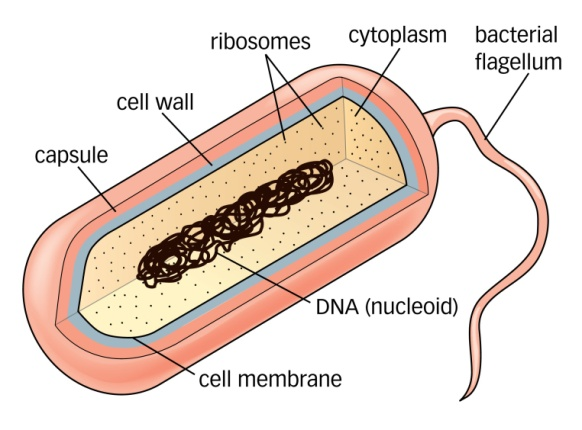 ribosomes
cytoplasm
bacterial
flagellum
cell wall
capsule
DNA (nucleoid)
cell membrane